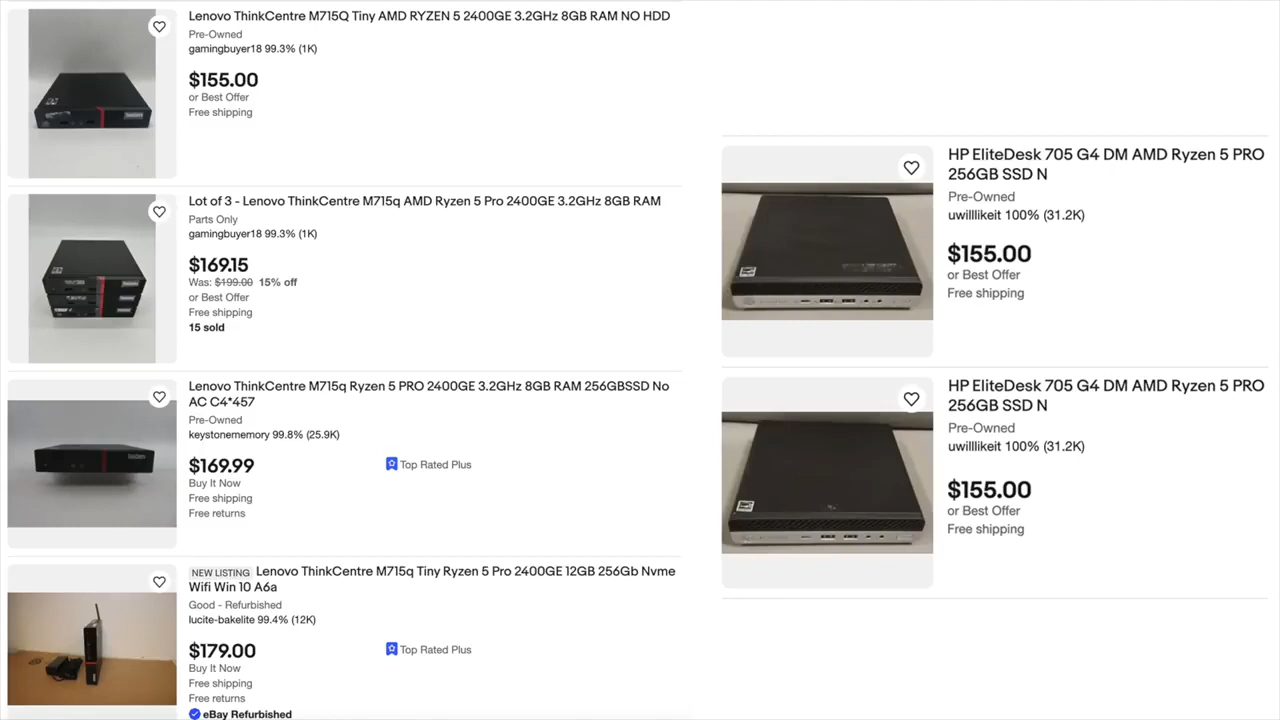 Lenovo ThinkCentre M715Q Tiny AMD RYZEN 5 2400GE 3.2GHz 8GB RAM NO HDD
Pre-Owned
gamingbuyer18 99.3% (1K)
$155.00
or Best Offer
Free shipping
Lot of 3 - Lenovo ThinkCentre M715q AMD Ryzen 5 Pro 2400GE 3.2GHz 8GB RAM
Parts Only
gamingbuyer18 99.3% (1K)
$169.15
Was: $199.00 15% off
or Best Offer
Free shipping
15 sold
Lenovo ThinkCentre M715q Ryzen 5 PRO 2400GE 3.2GHz 8GB RAM 256GBSSD No
AC C4*457
Pre-Owned
keystonememory 99.8% (25.9K)
$169.99
Top Rated Plus
Buy It Now
Free shipping
Free returns
NEW LISTING Lenovo ThinkCentre M715q Tiny Ryzen 5 Pro 2400GE 12GB 256Gb Nvme
Wifi Win 10 A6a
Good - Refurbished
lucite-bakelite 99.4% (12K)
$179.00
Top Rated Plus
Buy It Now
Free shipping
Free returns
eBay Refurbished
HP EliteDesk 705 G4 DM AMD Ryzen 5 PRO
256GB SSD N
Pre-Owned
uwilllikeit 100% (31.2K)
$155.00
or Best Offer
Free shipping
HP EliteDesk 705 G4 DM AMD Ryzen 5 PRO
256GB SSD N
Pre-Owned
uwilllikeit 100% (31.2K)
$155.00
or Best Offer
Free shipping